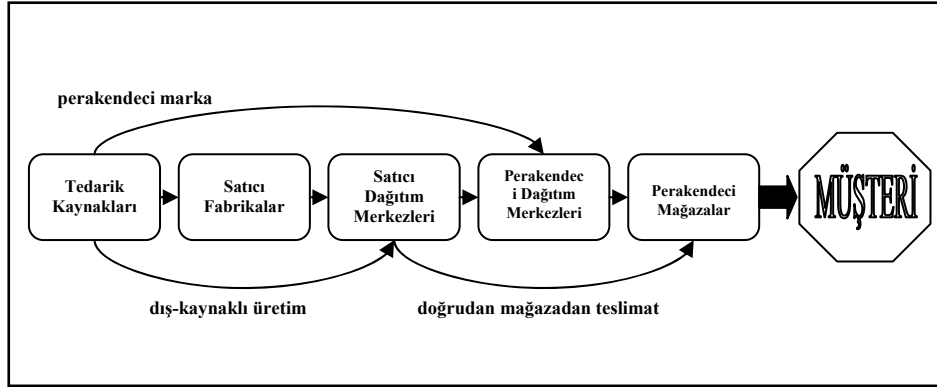 perakendeci marka
Tedarik
Kaynakları
Satıcı
Fabrikalar
Satıcı
Dağıtım
Merkezleri
Perakendec
i Dağıtım
Merkezleri
Perakendeci
Mağazalar
MÜŞTERİ
dış-kaynaklı üretim
doğrudan mağazadan teslimat